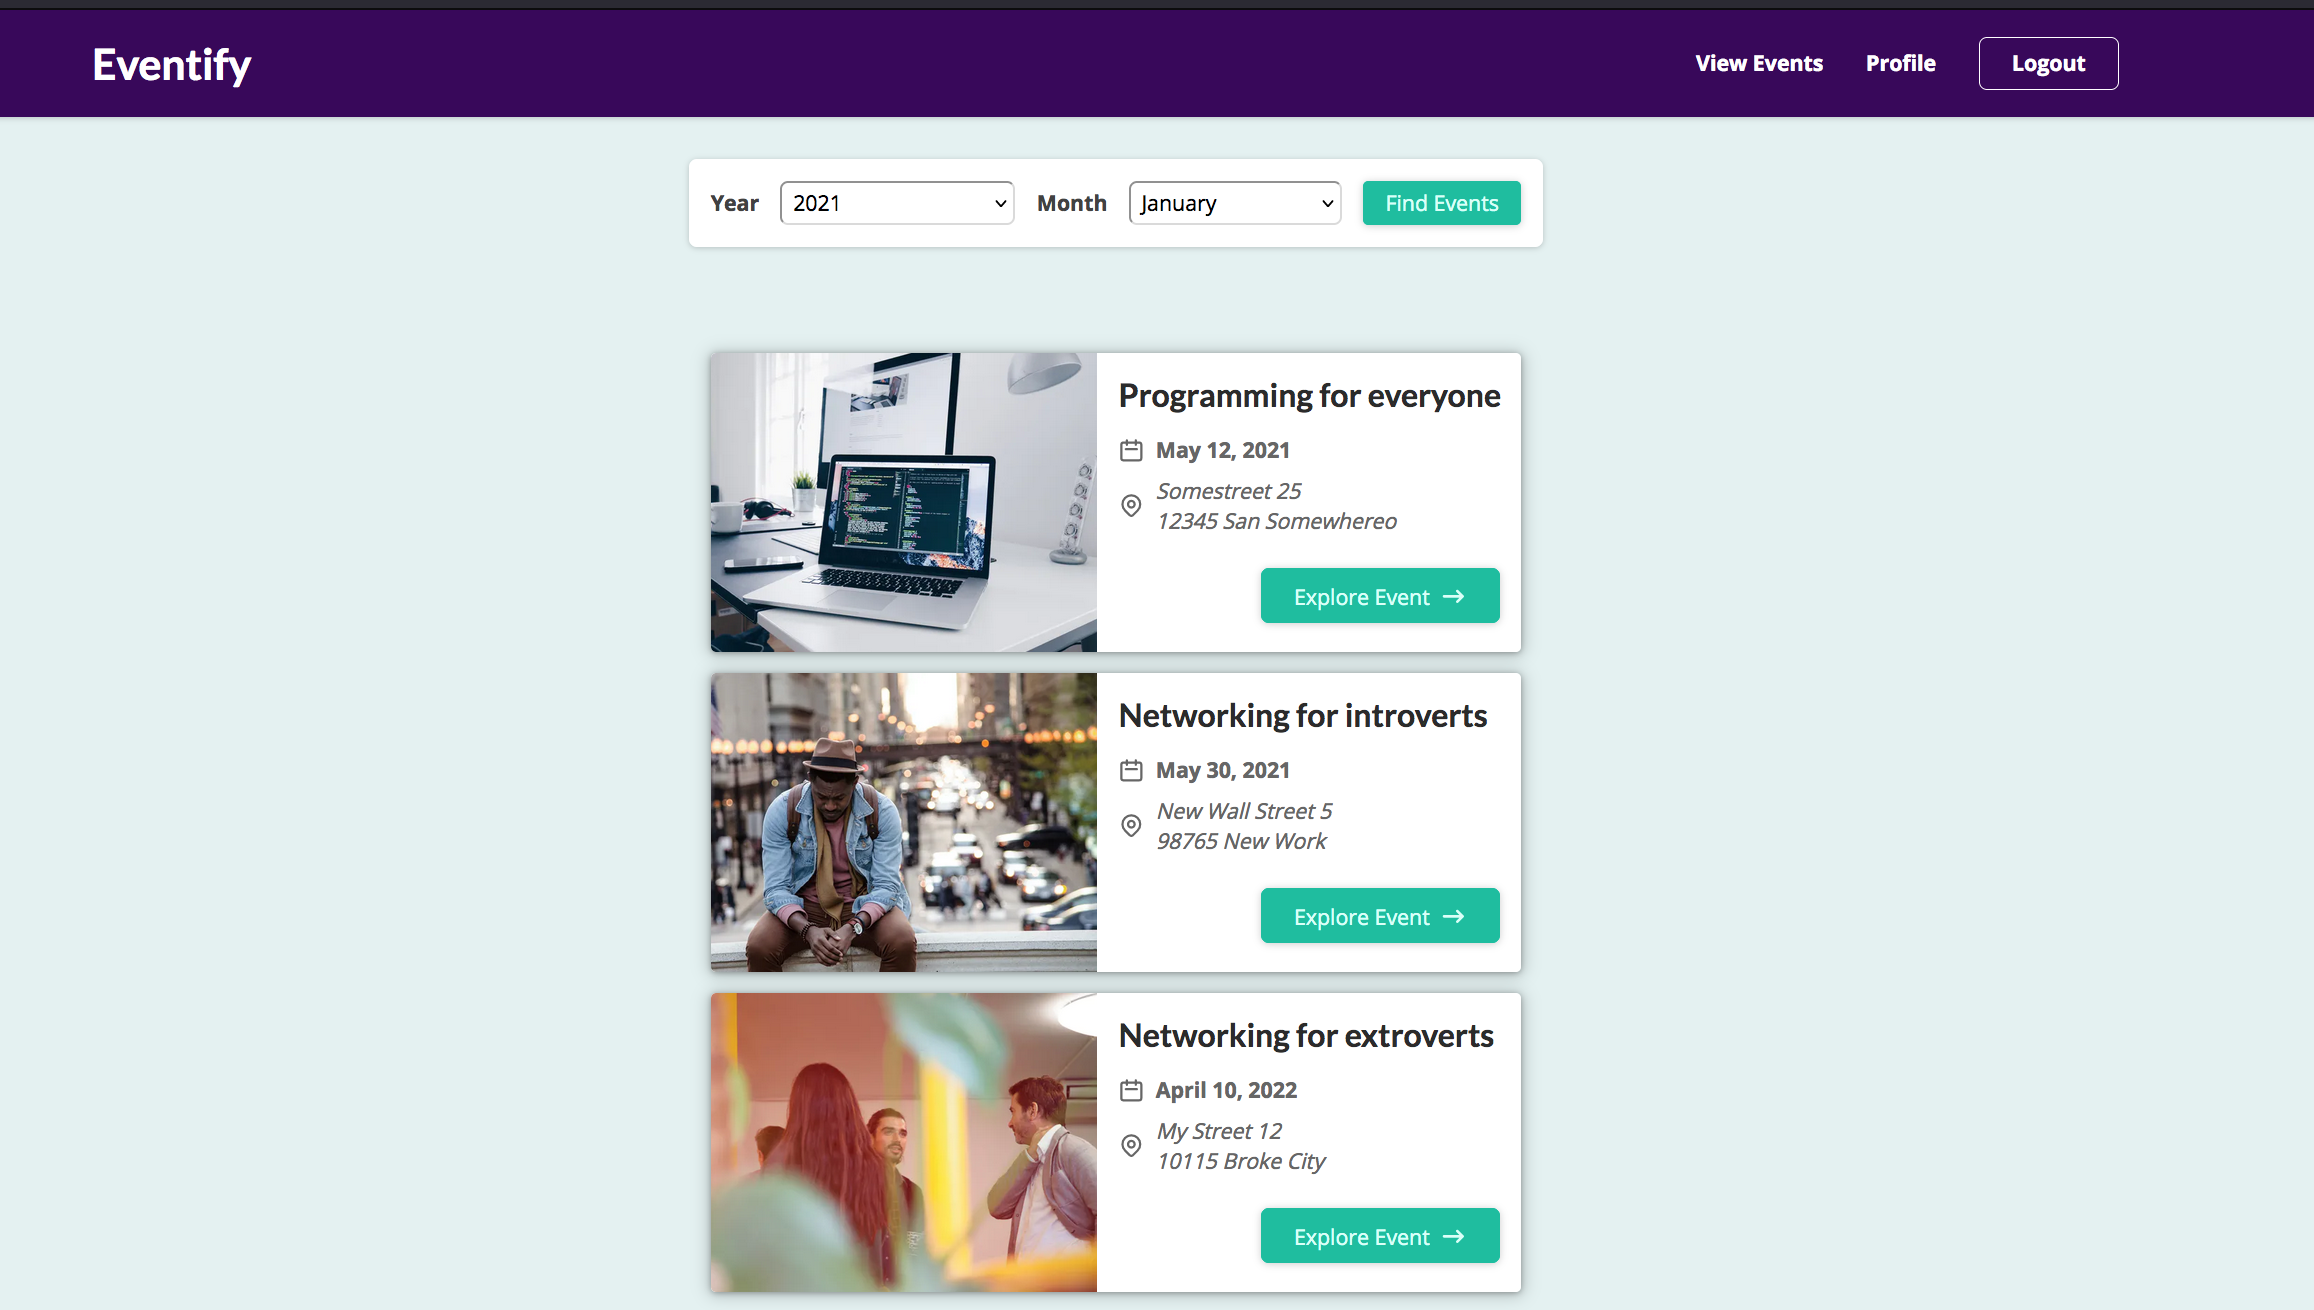 Eventify
View Events Profile Logout
Year 2021 Month January Find Events
Programming for everyone
May 12, 2021
Somestreet 25
12345 San Somewhereo
Explore Event →
Networking for introverts
May 30, 2021
New Wall Street 5
98765 New Work
Explore Event →
Networking for extroverts
April 10, 2022
My Street 12
10115 Broke City
Explore Event →